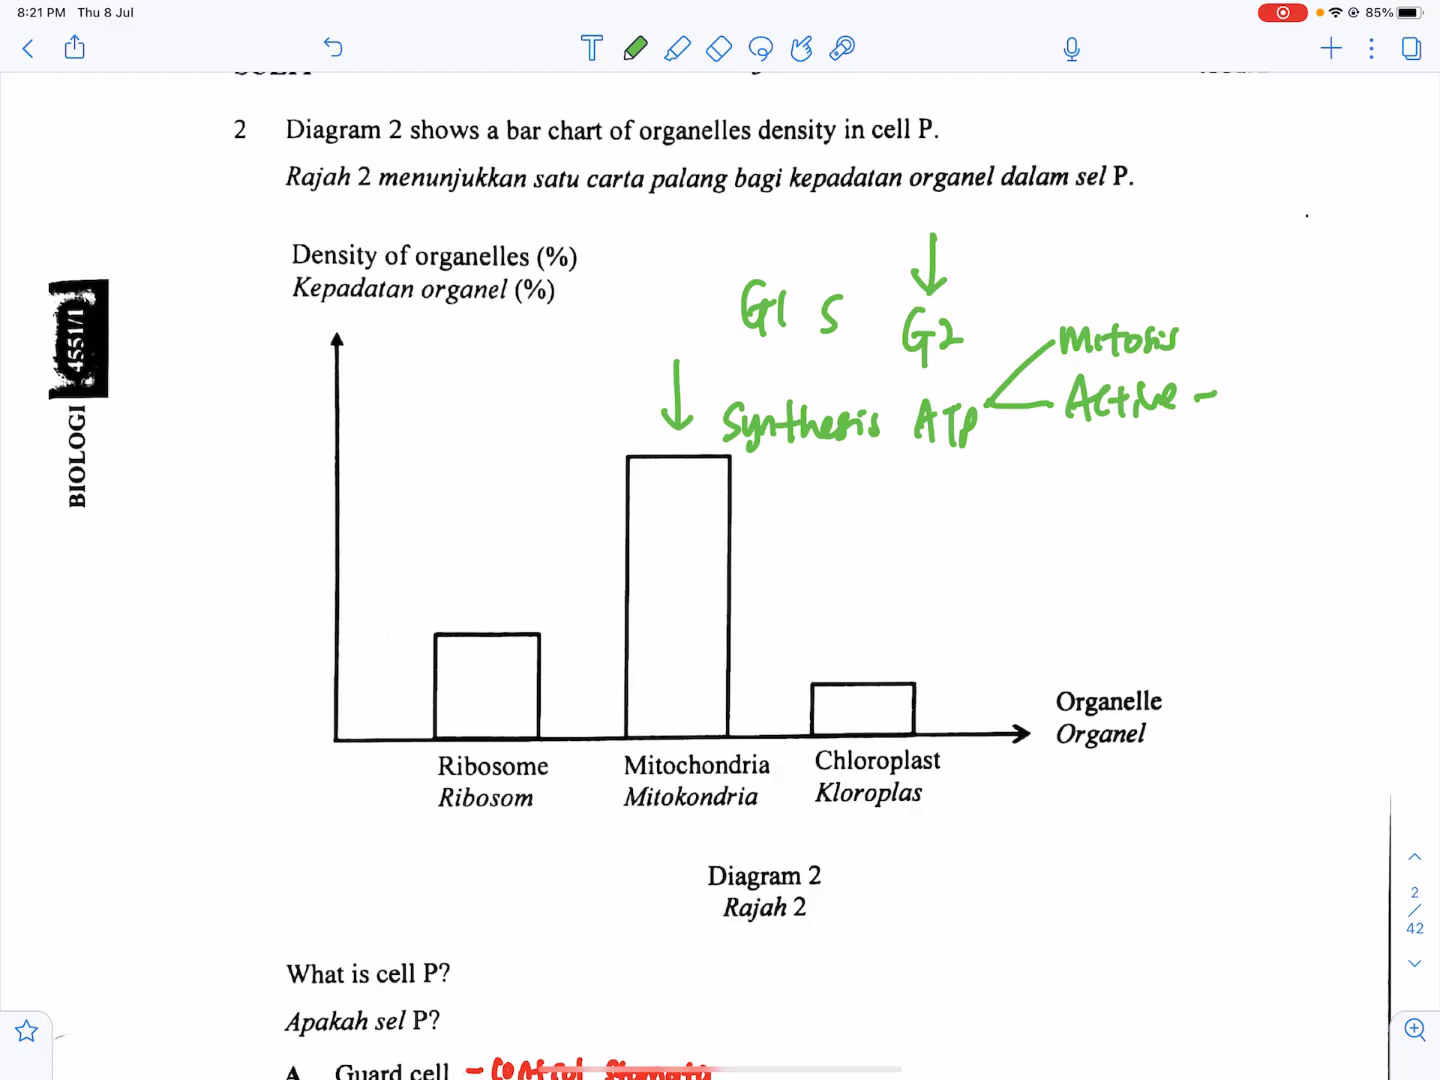 8:21 PM Thu 8 Jul
85%
T
2 Diagram 2 shows a bar chart of organelles density in cell P.
Rajah 2 menunjukkan satu carta palang bagi kepadatan organel dalam sel P.
Density of organelles (%)
Kepadatan organel (%)
G1 S G2
Mitosis
Synthesis ATP
Active -
4551/1
BIOLOGI
Organelle
Organel
Ribosome
Ribosom
Mitochondria
Mitokondria
Chloroplast
Kloroplas
Diagram 2
Rajah 2
2
/
42
What is cell P?
Apakah sel P?
A Guard cell - control stomata